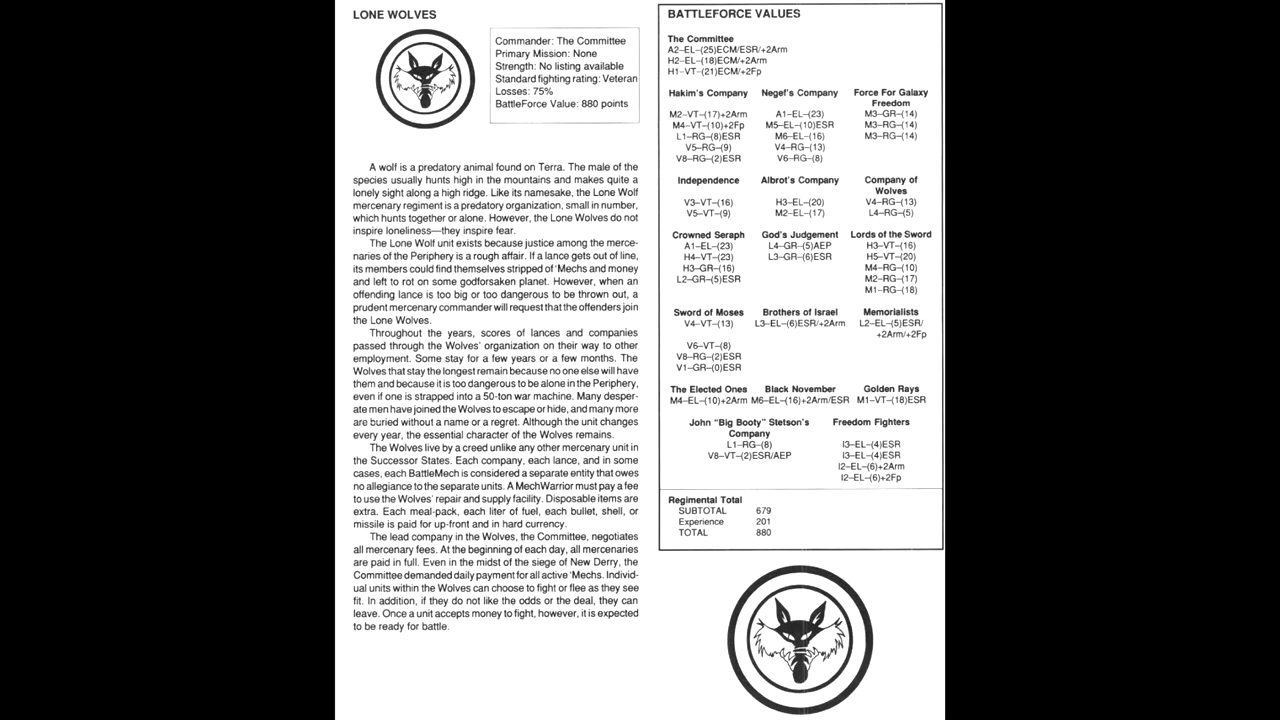 LONE WOLVES
Commander: The Committee
Primary Mission: None
Strength: No listing available
Standard fighting rating: Veteran
Losses: 75%
BattleForce Value: 880 points
A wolf is a predatory animal found on Terra. The male of the
species usually hunts high in the mountains and makes quite a
lonely sight along a high ridge. Like its namesake, the Lone Wolf
mercenary regiment is a predatory organization, small in number,
which hunts together or alone. However, the Lone Wolves do not
inspire loneliness—they inspire fear.
The Lone Wolf unit exists because justice among the merce-
naries of the Periphery is a rough affair. If a lance gets out of line,
its members could find themselves stripped of 'Mechs and money
and left to rot on some godforsaken planet. However, when an
offending lance is too big or too dangerous to be thrown out, a
prudent mercenary commander will request that the offenders join
the Lone Wolves.
Throughout the years, scores of lances and companies
passed through the Wolves' organization on their way to other
employment. Some stay for a few years or a few months. The
Wolves that stay the longest remain because no one else will have
them and because it is too dangerous to be alone in the Periphery,
even if one is strapped into a 50-ton war machine. Many desper-
ate men have joined the Wolves to escape or hide, and many more
are buried without a name or a regret. Although the unit changes
every year, the essential character of the Wolves remains.
The Wolves live by a creed unlike any other mercenary unit in
the Successor States. Each company, each lance, and in some
cases, each BattleMech is considered a separate entity that owes
no allegiance to the separate units. A MechWarrior must pay a fee
to use the Wolves' repair and supply facility. Disposable items are
extra. Each meal-pack, each liter of fuel, each bullet, shell, or
missile is paid for up-front and in hard currency.
The lead company in the Wolves, the Committee, negotiates
all mercenary fees. At the beginning of each day, all mercenaries
are paid in full. Even in the midst of the siege of New Derry, the
Committee demanded daily payment for all active 'Mechs. Individ-
ual units within the Wolves can choose to fight or flee as they see
fit. In addition, if they do not like the odds or the deal, they can
leave. Once a unit accepts money to fight, however, it is expected
to be ready for battle.
BATTLEFORCE VALUES
The Committee
A2–EL–(25)ECM/ESR/+2Arm
H2–EL–(18)ECM/+2Arm
H1–VT–(21)ECM/+2Fp
Hakim's Company
M2–VT–(17)+2Arm
M4–VT–(10)+2Fp
L1–RG–(8)ESR
V5–RG–(9)
V8–RG–(2)ESR
Negef's Company
A1–EL–(23)
M5–EL–(10)ESR
M6–EL–(16)
V4–RG–(13)
V6–RG–(8)
Force For Galaxy
Freedom
M3–GR–(14)
M3–RG–(14)
M3–RG–(14)
Independence
V3–VT–(16)
V5–VT–(9)
Albrot's Company
H3–EL–(20)
M2–EL–(17)
Company of
Wolves
V4–RG–(13)
L4–RG–(5)
Crowned Seraph
A1–EL–(23)
H4–VT–(23)
H3–GR–(16)
L2–GR–(5)ESR
God's Judgement
L4–GR–(5)AEP
L3–GR–(6)ESR
Lords of the Sword
H3–VT–(16)
H5–VT–(20)
M4–RG–(10)
M2–RG–(17)
M1–RG–(18)
Sword of Moses
V4–VT–(13)
V6–VT–(8)
V8–RG–(2)ESR
V1–GR–(0)ESR
Brothers of Israel
L3–EL–(6)ESR/+2Arm
Memorialists
L2–EL–(5)ESR/
+2Arm/+2Fp
The Elected Ones
M4–EL–(10)+2Arm
Black November
M6–EL–(16)+2Arm/ESR
Golden Rays
M1–VT–(18)ESR
John "Big Booty" Stetson's
Company
L1–RG–(8)
V8–VT–(2)ESR/AEP
Freedom Fighters
I3–EL–(4)ESR
I3–EL–(4)ESR
I2–EL–(6)+2Arm
I2–EL–(6)+2Fp
Regimental Total
SUBTOTAL 679
Experience 201
TOTAL 880